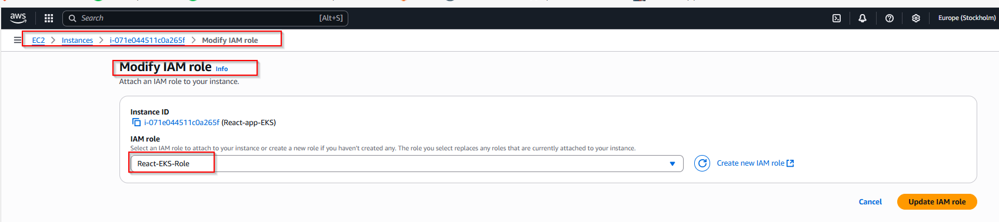 aws
Search [Alt+S] Europe (Stockholm)
EC2 > Instances > i-071e044511c0a265f > Modify IAM role
Modify IAM role Info
Attach an IAM role to your instance.
Instance ID
i-071e044511c0a265f (React-app-EKS)
IAM role
Select an IAM role to attach to your instance or create a new role if you haven't created any. The role you select replaces any roles that are currently attached to your instance.
React-EKS-Role
Create new IAM role
Cancel Update IAM role